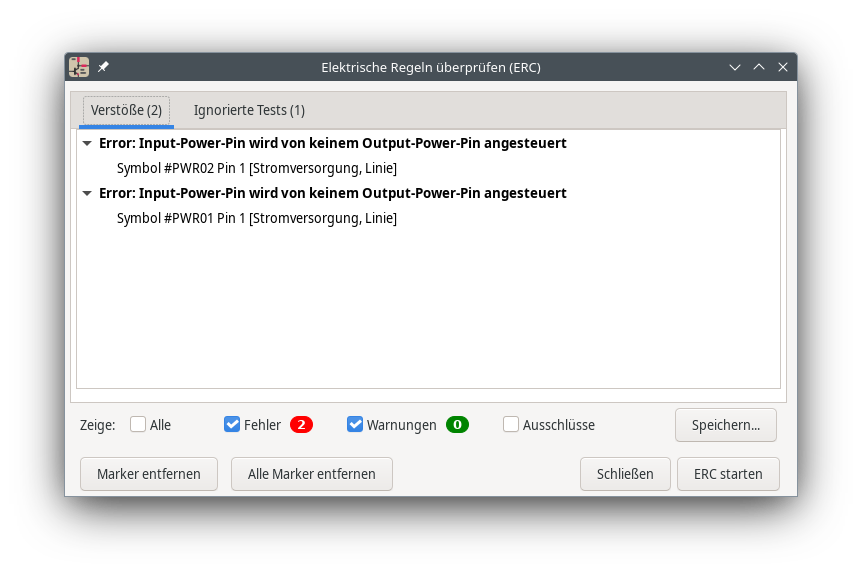 Elektrische Regeln überprüfen (ERC)
Verstöße (2) Ignorierte Tests (1)
Error: Input-Power-Pin wird von keinem Output-Power-Pin angesteuert
Symbol #PWR02 Pin 1 [Stromversorgung, Linie]
Error: Input-Power-Pin wird von keinem Output-Power-Pin angesteuert
Symbol #PWR01 Pin 1 [Stromversorgung, Linie]
Zeige: Alle Fehler 2 Warnungen 0 Ausschlüsse Speichern...
Marker entfernen Alle Marker entfernen Schließen ERC starten